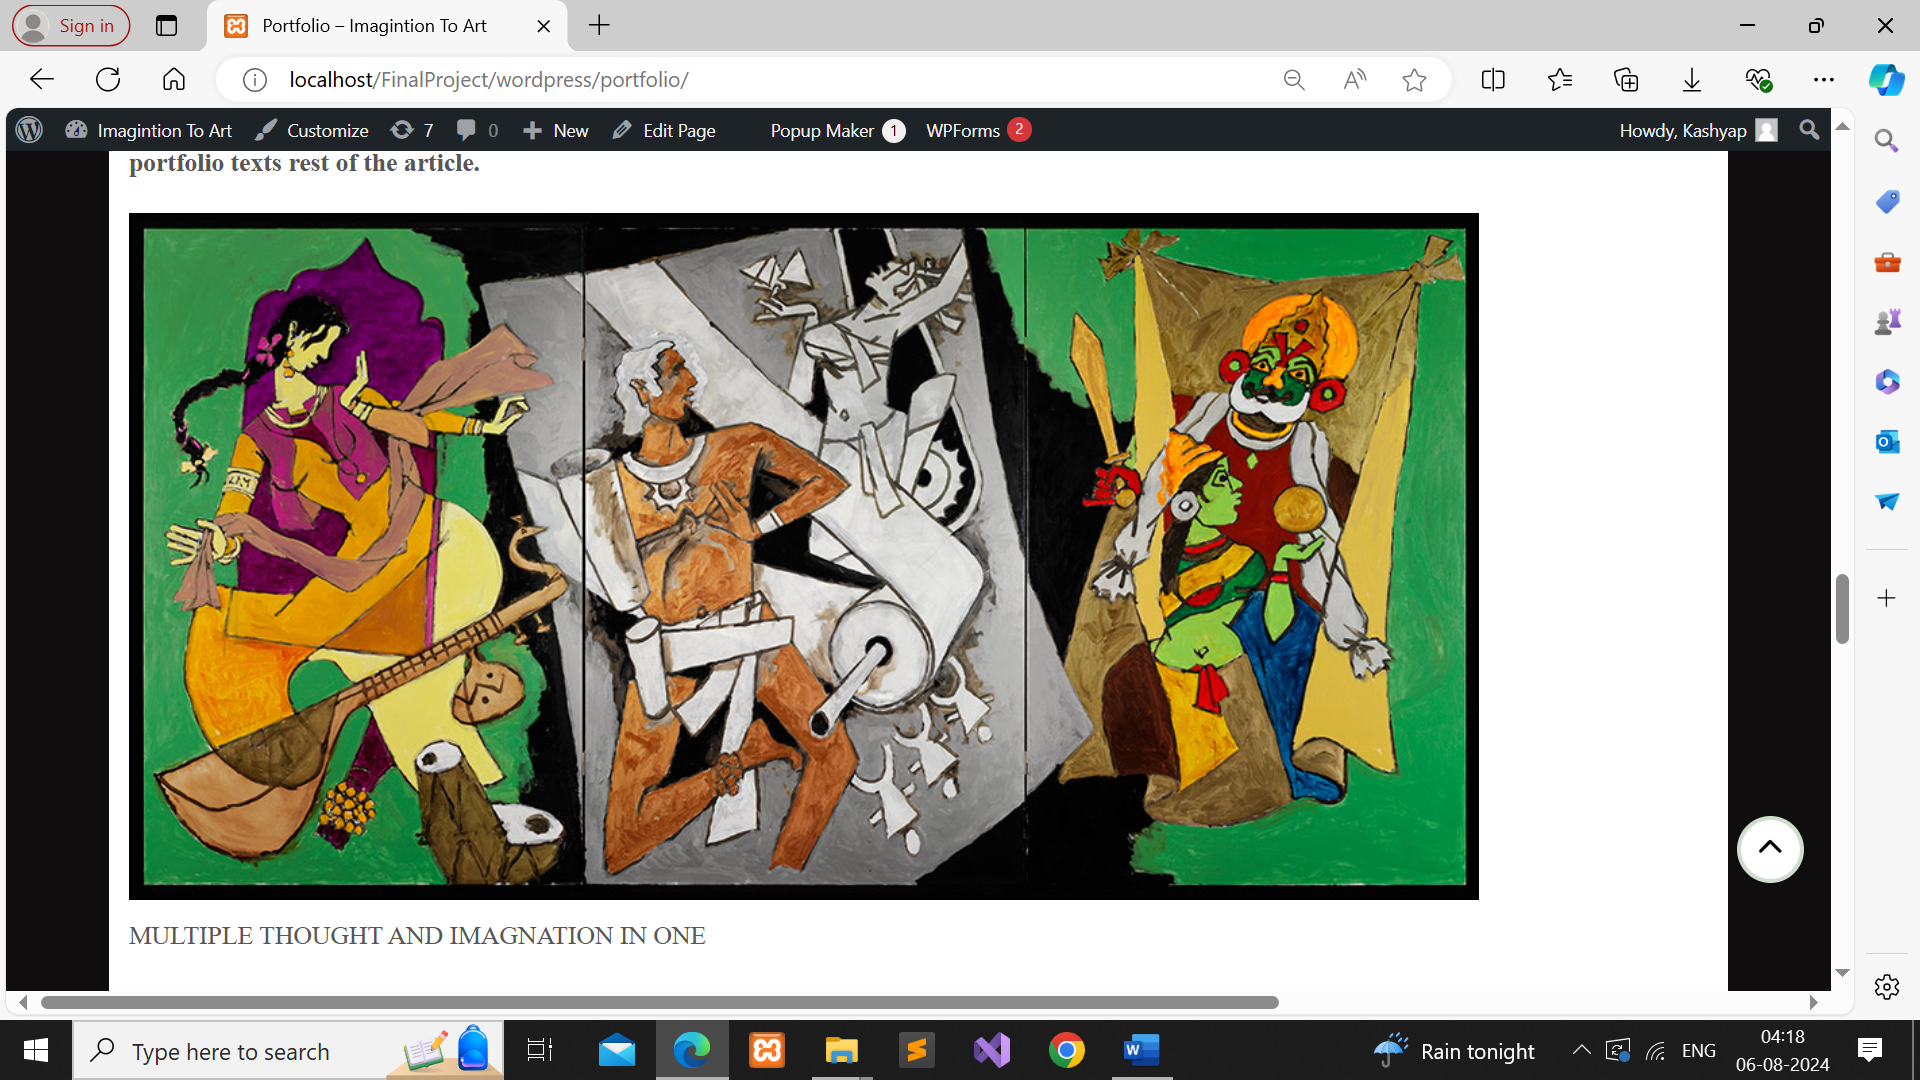 Sign in
Portfolio – Imagintion To Art
localhost/FinalProject/wordpress/portfolio/
Imagintion To Art Customize 7 0 New Edit Page Popup Maker 1 WPForms 2 Howdy, Kashyap
portfolio texts rest of the article.
MULTIPLE THOUGHT AND IMAGNATION IN ONE
Type here to search
Rain tonight
ENG
04:18
06-08-2024